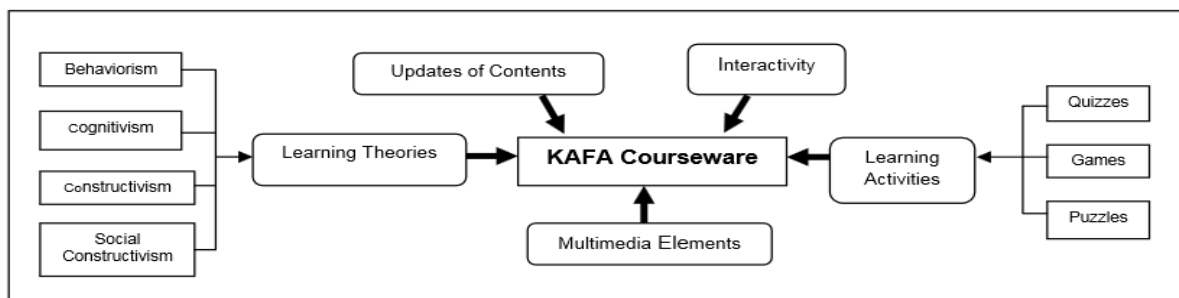 Behaviorism
cognitivism
constructivism
Social
Constructivism
Learning Theories
Updates of Contents
Interactivity
KAFA Courseware
Multimedia Elements
Learning
Activities
Quizzes
Games
Puzzles